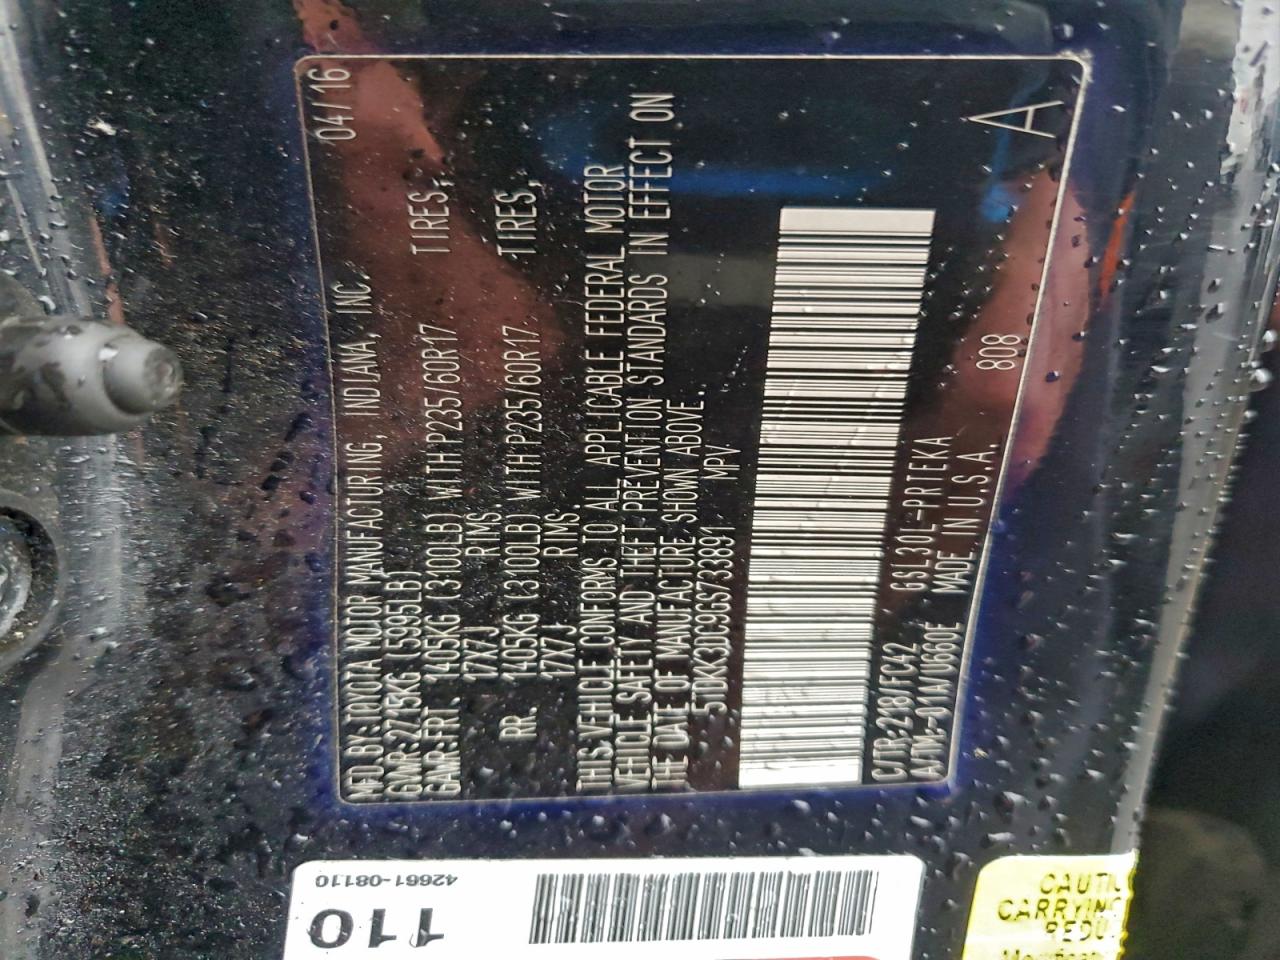 MFD.BY:TOYOTA MOTOR MANUFACTURING, INDIANA, INC. 04/16
GVWR:2725KG (5995LB)
GAWR:FRT. 1405KG (3100LB) WITH P235/60R17 TIRES,
17X7J RIMS.
RR. 1405KG (3100LB) WITH P235/60R17 TIRES,
17X7J RIMS.
THIS VEHICLE CONFORMS TO ALL APPLICABLE FEDERAL MOTOR
VEHICLE SAFETY AND THEFT PREVENTION STANDARDS IN EFFECT ON
THE DATE OF MANUFACTURE SHOWN ABOVE.
5TDKK3DC9GS733891 MPV
C/TR:218/FC42 GSL30L-PRTEKA
A/TM:-01A/U660E MADE IN U.S.A. 808 A
42661-08110
110
CAUTI
CARRYING
REDU